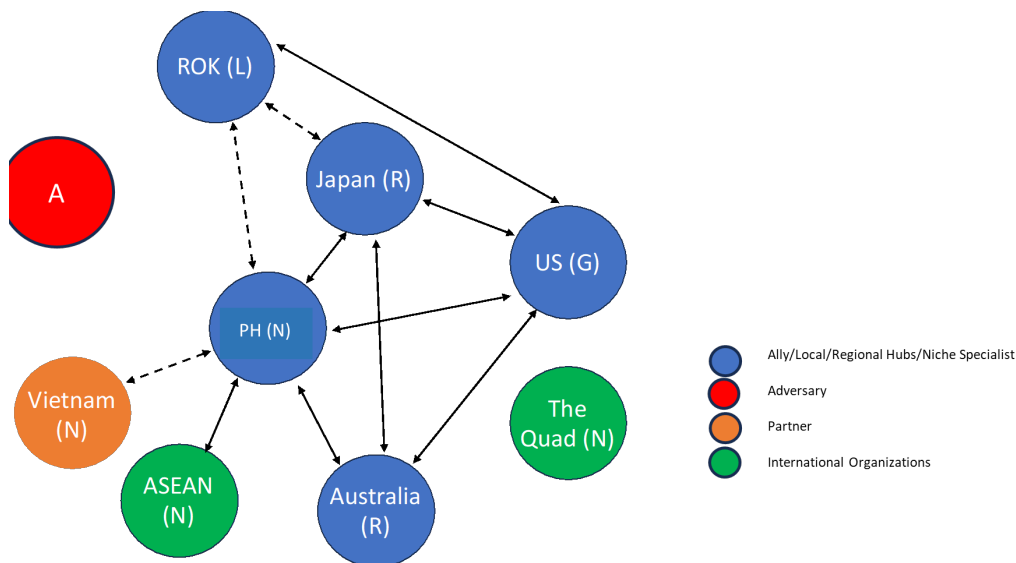 ROK (L)
Japan (R)
A
US (G)
PH (N)
Vietnam
(N)
The
Quad (N)
ASEAN
(N)
Australia
(R)
Ally/Local/Regional Hubs/Niche Specialist
Adversary
Partner
International Organizations